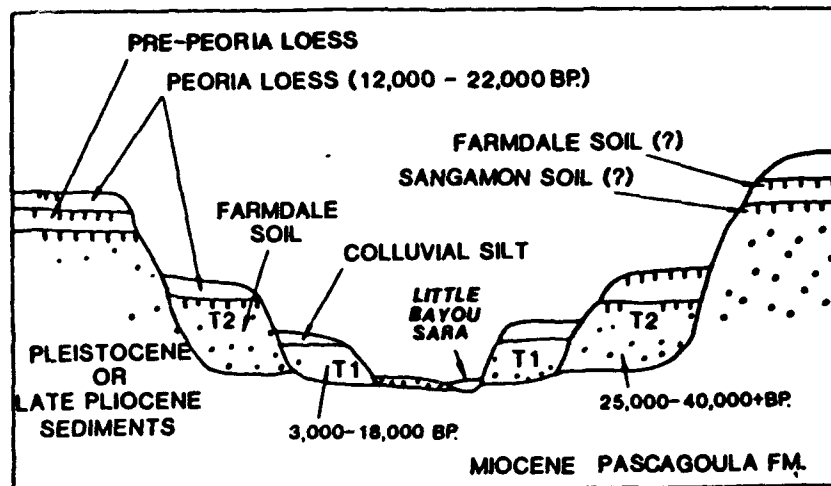 PRE-PEORIA LOESS
PEORIA LOESS (12,000 - 22,000 BP.)
FARMDALE SOIL (?)
SANGAMON SOIL (?)
FARMDALE
SOIL
COLLUVIAL SILT
LITTLE
BAYOU
SARA
T2
T1
T1
T2
PLEISTOCENE
OR
LATE PLIOCENE
SEDIMENTS
3,000-18,000 BP.
25,000-40,000+BP.
MIOCENE PASCAGOULA FM.